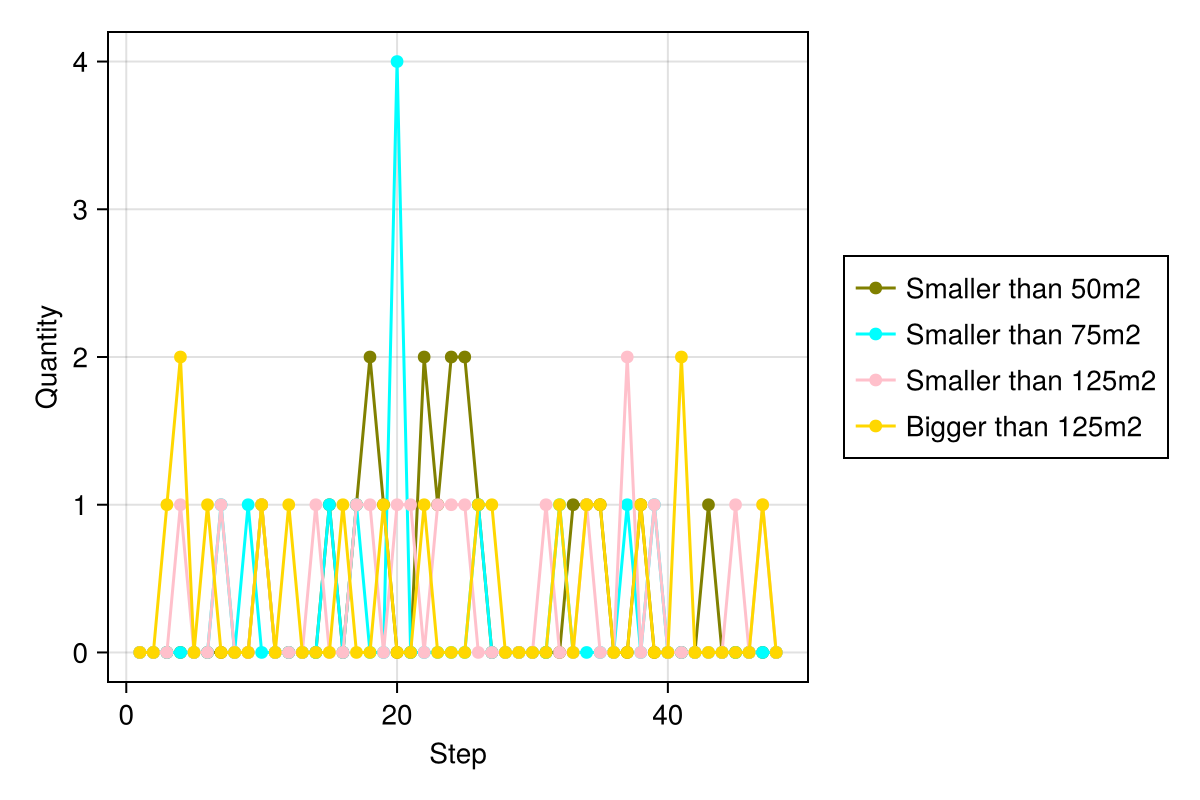 4
3
2
1
0
Quantity
0 20 40
Step
Smaller than 50m2
Smaller than 75m2
Smaller than 125m2
Bigger than 125m2